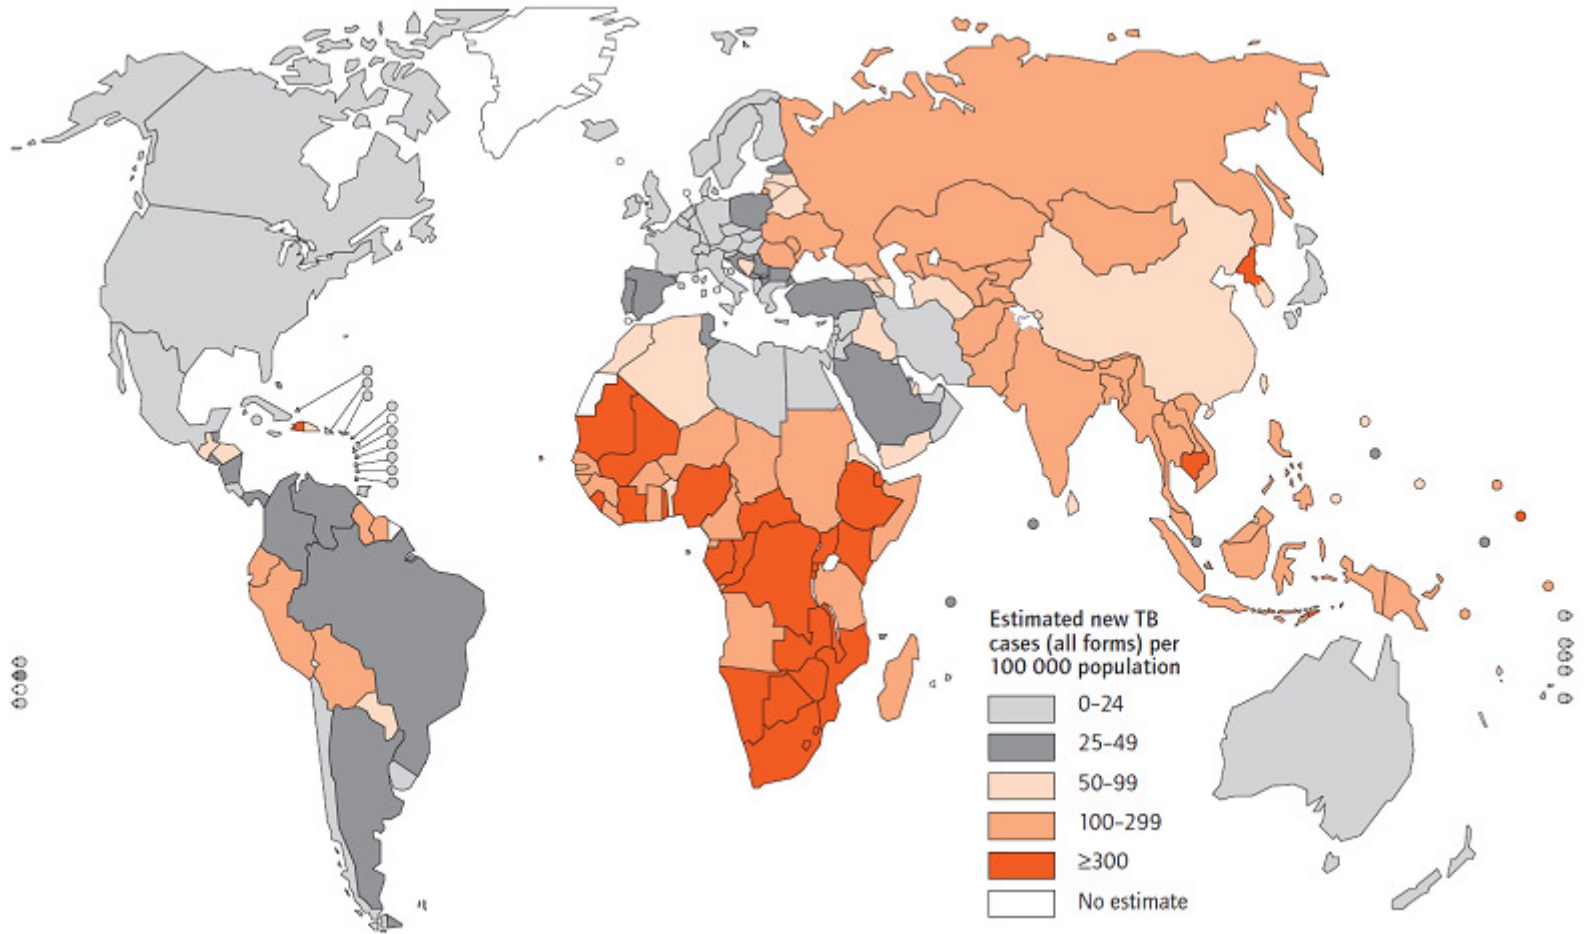 Estimated new TB
cases (all forms) per
100 000 population
0–24
25–49
50–99
100–299
≥300
No estimate